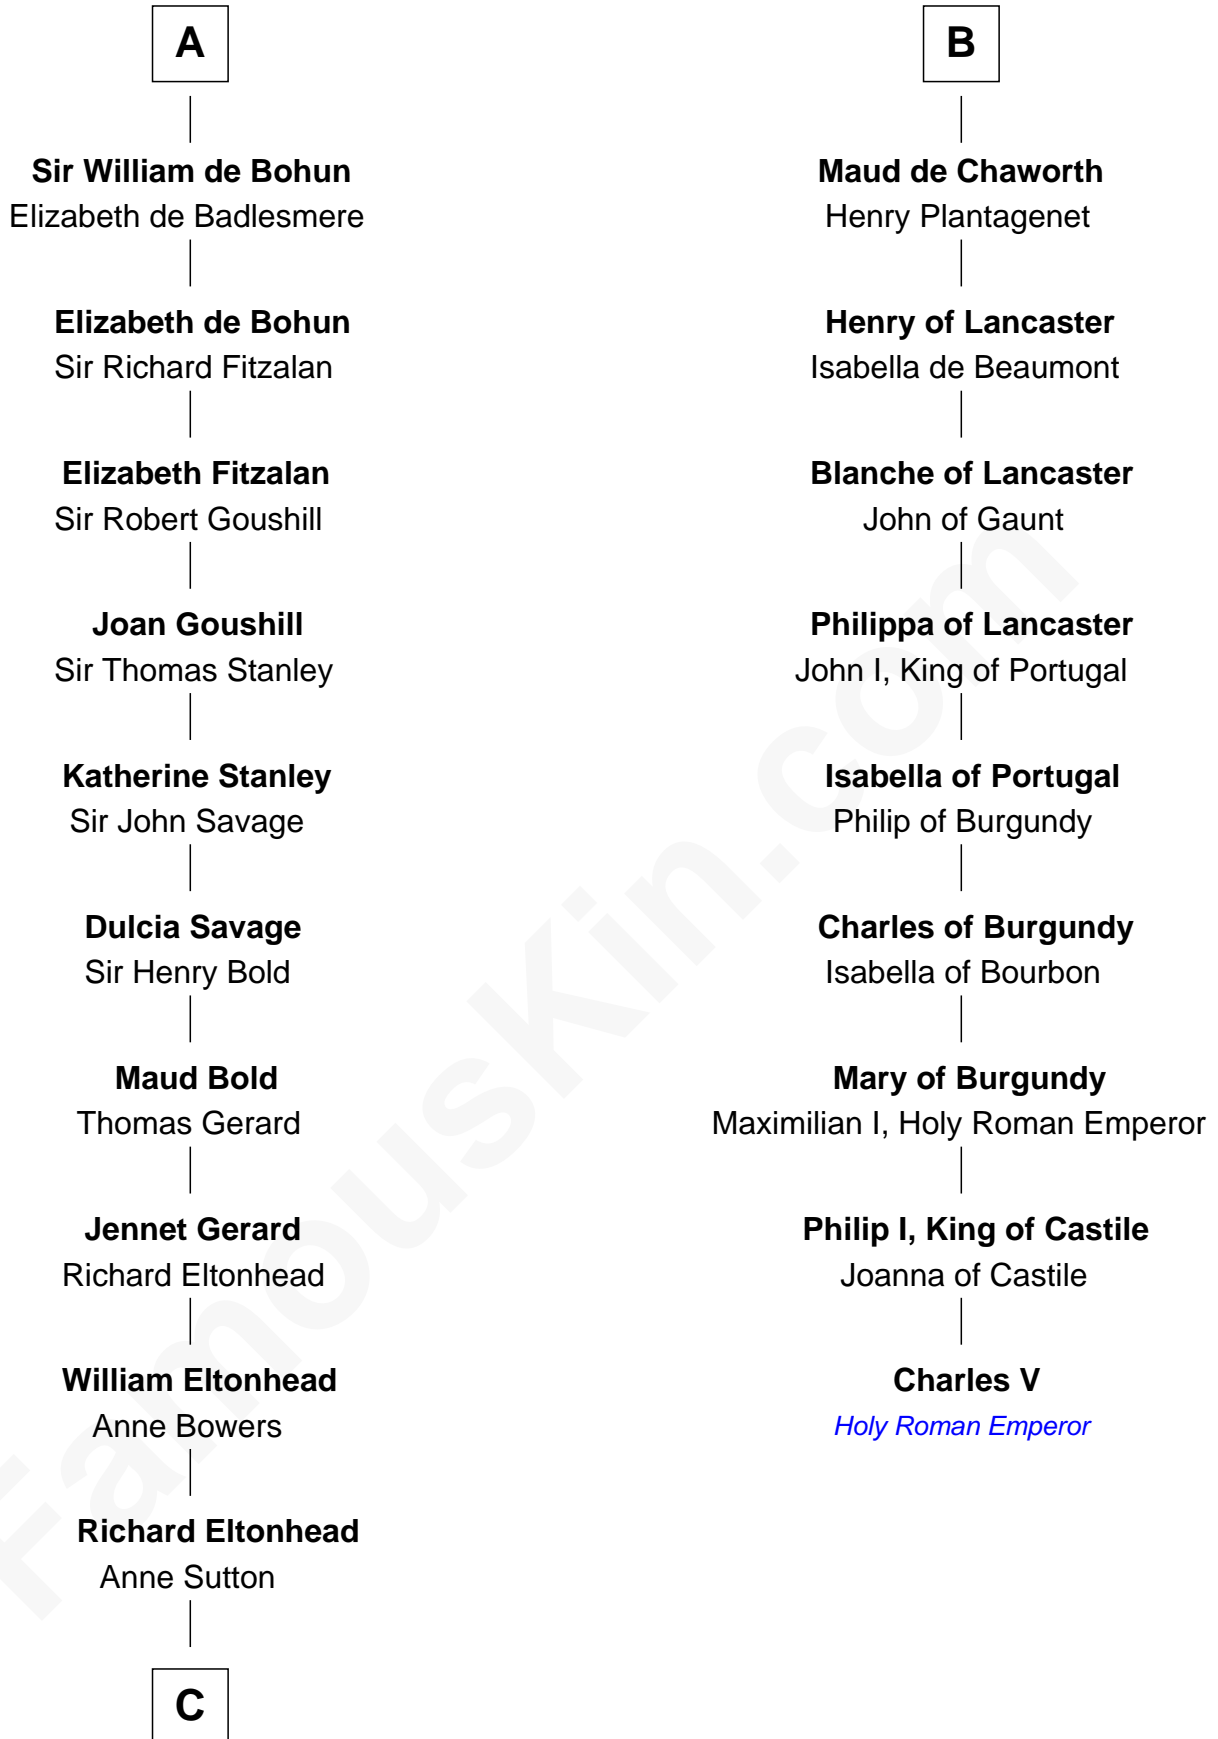 A
Sir William de Bohun
Elizabeth de Badlesmere
Elizabeth de Bohun
Sir Richard Fitzalan
Elizabeth Fitzalan
Sir Robert Goushill
Joan Goushill
Sir Thomas Stanley
Katherine Stanley
Sir John Savage
Dulcia Savage
Sir Henry Bold
Maud Bold
Thomas Gerard
Jennet Gerard
Richard Eltonhead
William Eltonhead
Anne Bowers
Richard Eltonhead
Anne Sutton
C
B
Maud de Chaworth
Henry Plantagenet
Henry of Lancaster
Isabella de Beaumont
Blanche of Lancaster
John of Gaunt
Philippa of Lancaster
John I, King of Portugal
Isabella of Portugal
Philip of Burgundy
Charles of Burgundy
Isabella of Bourbon
Mary of Burgundy
Maximilian I, Holy Roman Emperor
Philip I, King of Castile
Joanna of Castile
Charles V
Holy Roman Emperor
FamousKin.com